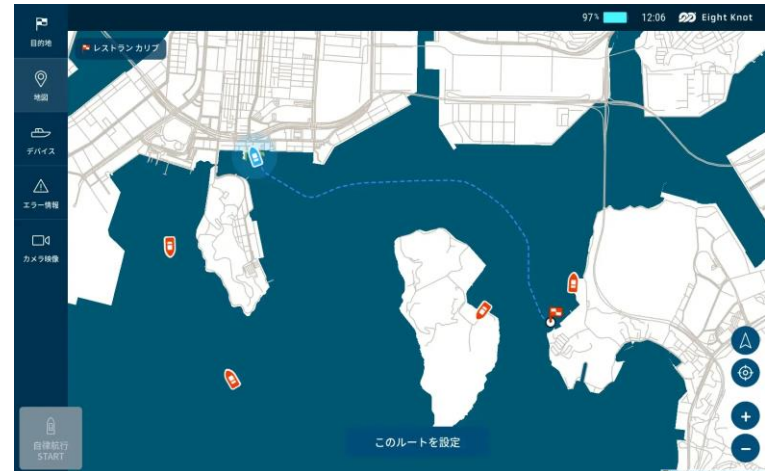 97%
12:06
Eight Knot
目的地
レストラン カリブ
地図
デバイス
エラー情報
カメラ映像
自律航行
START
このルートを設定